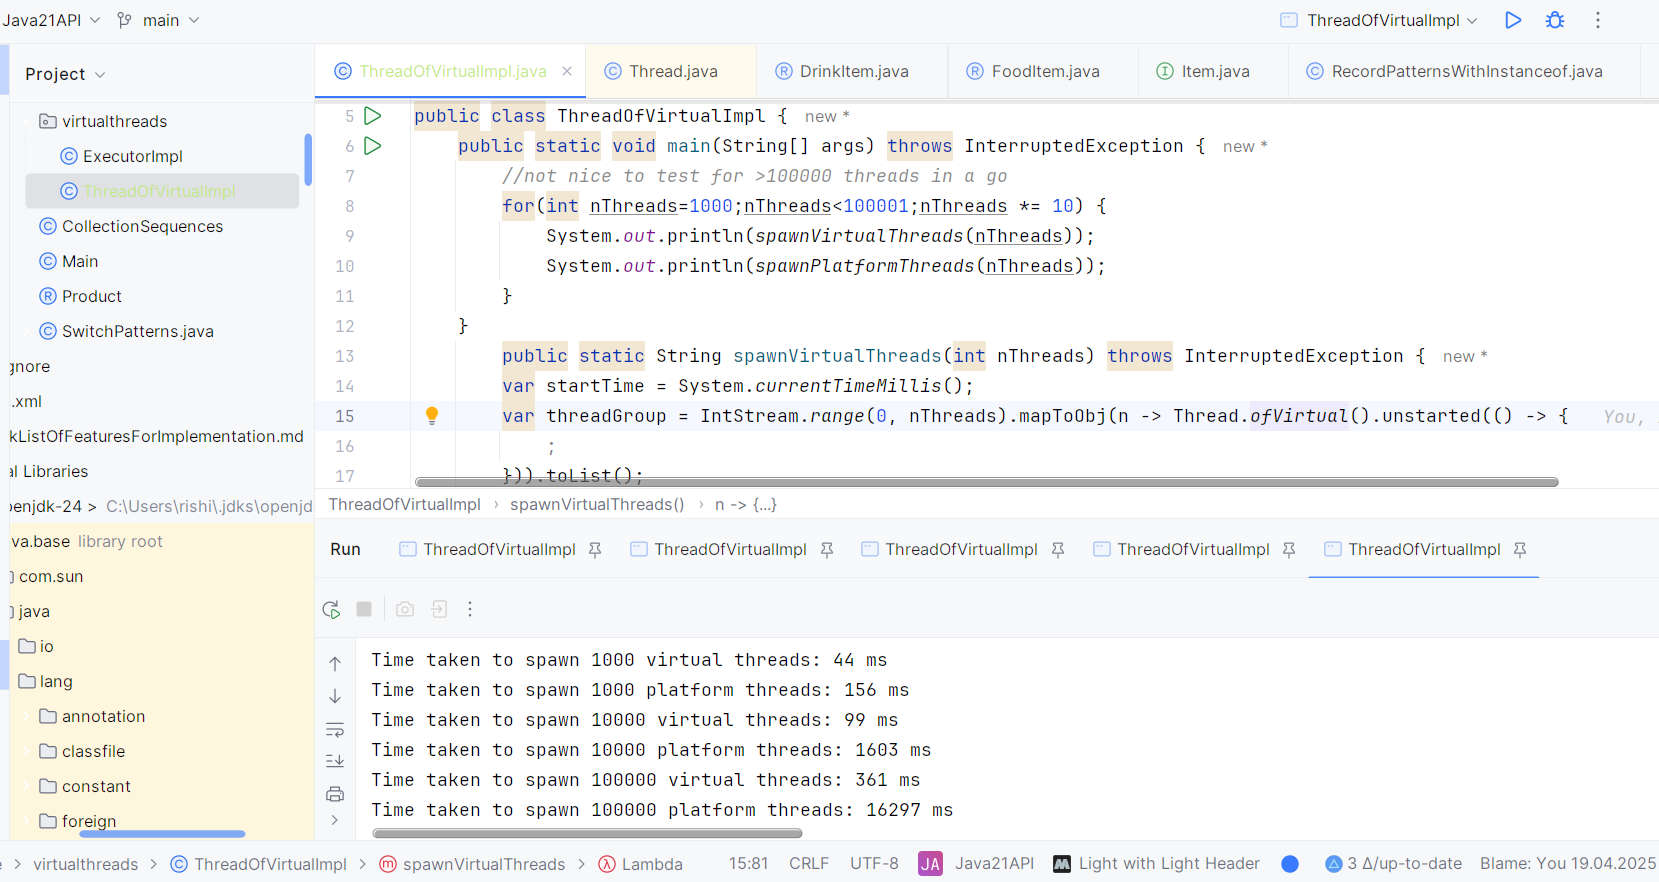 Java21API main ThreadOfVirtualImpl
Project
ThreadOfVirtualImpl.java Thread.java DrinkItem.java FoodItem.java Item.java RecordPatternsWithInstanceof.java
virtualthreads
ExecutorImpl
ThreadOfVirtualImpl
CollectionSequences
Main
Product
SwitchPatterns.java
gnore
.xml
kListOfFeaturesForImplementation.md
al Libraries
penjdk-24 > C:\Users\rishi\.jdks\openjd
va.base library root
com.sun
java
io
lang
annotation
classfile
constant
foreign
5 public class ThreadOfVirtualImpl { new *
6 public static void main(String[] args) throws InterruptedException { new *
7 //not nice to test for >100000 threads in a go
8 for(int nThreads=1000;nThreads<100001;nThreads *= 10) {
9 System.out.println(spawnVirtualThreads(nThreads));
10 System.out.println(spawnPlatformThreads(nThreads));
11 }
12 }
13 public static String spawnVirtualThreads(int nThreads) throws InterruptedException { new *
14 var startTime = System.currentTimeMillis();
15 var threadGroup = IntStream.range(0, nThreads).mapToObj(n -> Thread.ofVirtual().unstarted(() -> { You,
16 ;
17 })).toList();
ThreadOfVirtualImpl > spawnVirtualThreads() > n -> {...}
Run ThreadOfVirtualImpl ThreadOfVirtualImpl ThreadOfVirtualImpl ThreadOfVirtualImpl ThreadOfVirtualImpl
Time taken to spawn 1000 virtual threads: 44 ms
Time taken to spawn 1000 platform threads: 156 ms
Time taken to spawn 10000 virtual threads: 99 ms
Time taken to spawn 10000 platform threads: 1603 ms
Time taken to spawn 100000 virtual threads: 361 ms
Time taken to spawn 100000 platform threads: 16297 ms
> virtualthreads > ThreadOfVirtualImpl > spawnVirtualThreads > Lambda 15:81 CRLF UTF-8 JA Java21API Light with Light Header 3 Δ/up-to-date Blame: You 19.04.2025